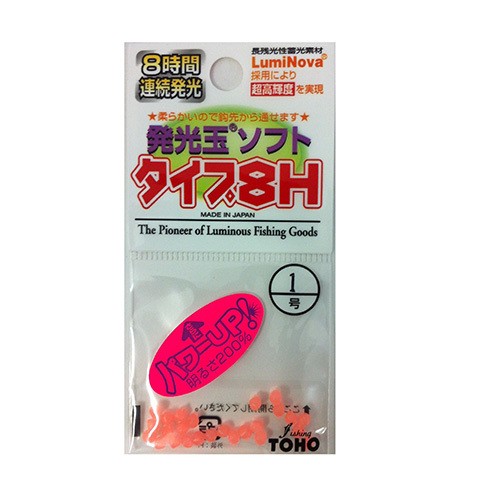 8時間
連続発光
長残光性蓄光素材
LumiNova®
採用により
超高輝度を実現
★柔らかいので鈎先から通せます★
発光玉®ソフト
タイプ8H
MADE IN JAPAN
The Pioneer of Luminous Fishing Goods
1
号
パワーUP!
明るさ200%
Fishing
TOHO